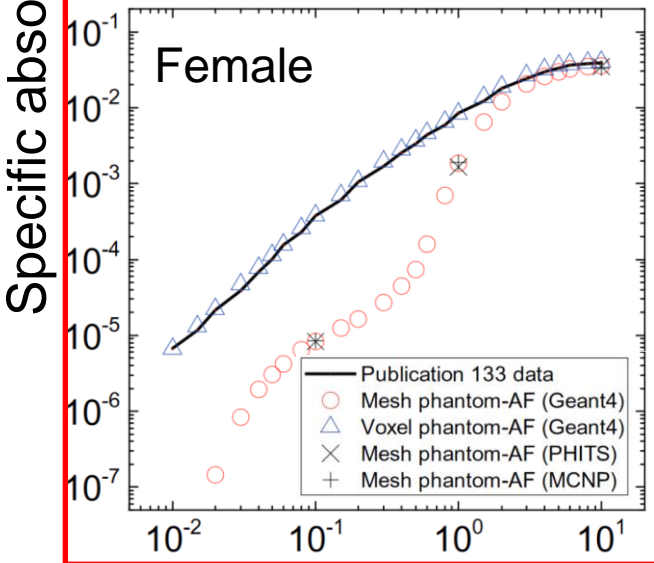 Specific abso
Female
10^-1
10^-2
10^-3
10^-4
10^-5
10^-6
10^-7
Publication 133 data
Mesh phantom-AF (Geant4)
Voxel phantom-AF (Geant4)
Mesh phantom-AF (PHITS)
Mesh phantom-AF (MCNP)
10^-2 10^-1 10^0 10^1